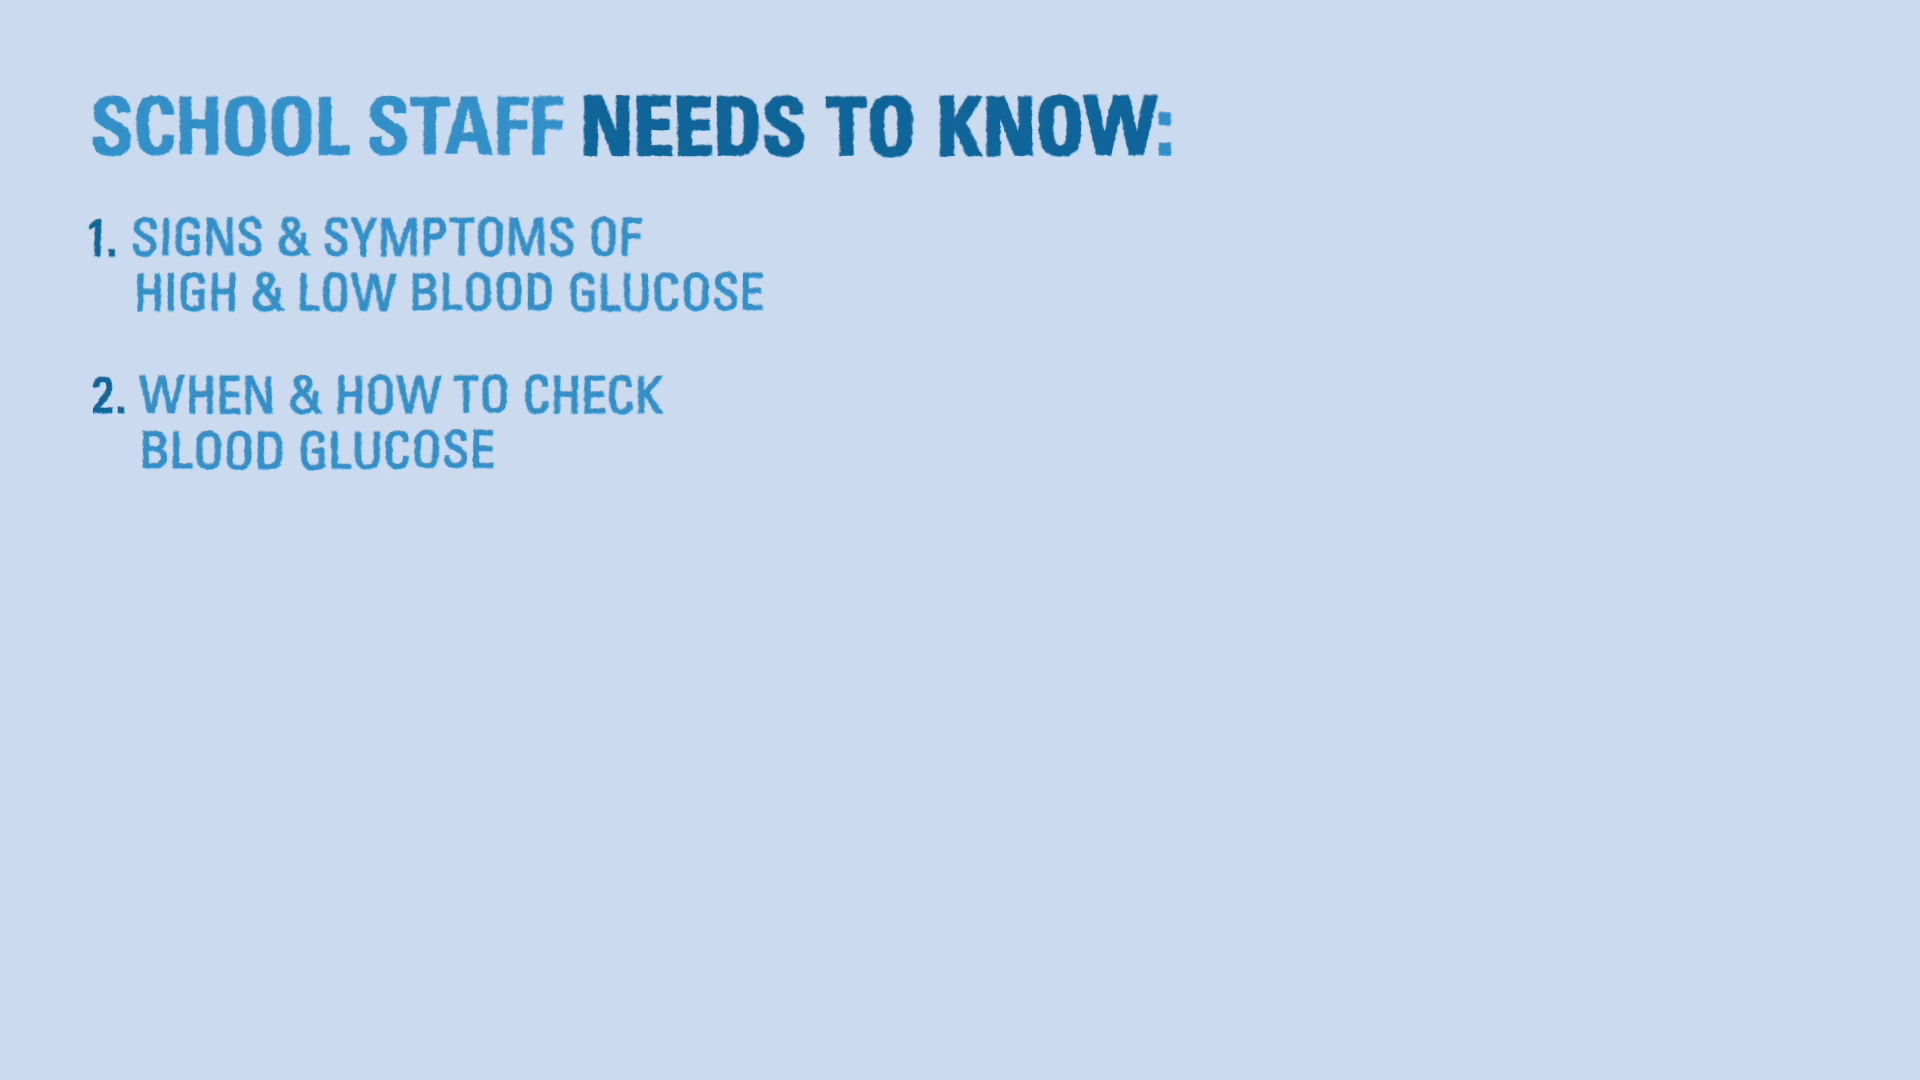 SCHOOL STAFF NEEDS TO KNOW:
1. SIGNS & SYMPTOMS OF
HIGH & LOW BLOOD GLUCOSE
2. WHEN & HOW TO CHECK
BLOOD GLUCOSE